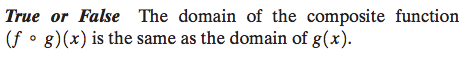 True or False The domain of the composite function
(f ∘ g)(x) is the same as the domain of g(x).